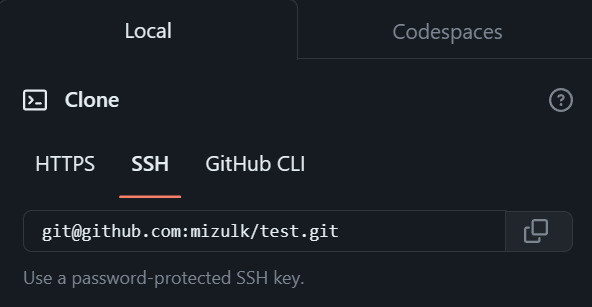 Local
Codespaces
Clone
HTTPS
SSH
GitHub CLI
git@github.com:mizulk/test.git
Use a password-protected SSH key.